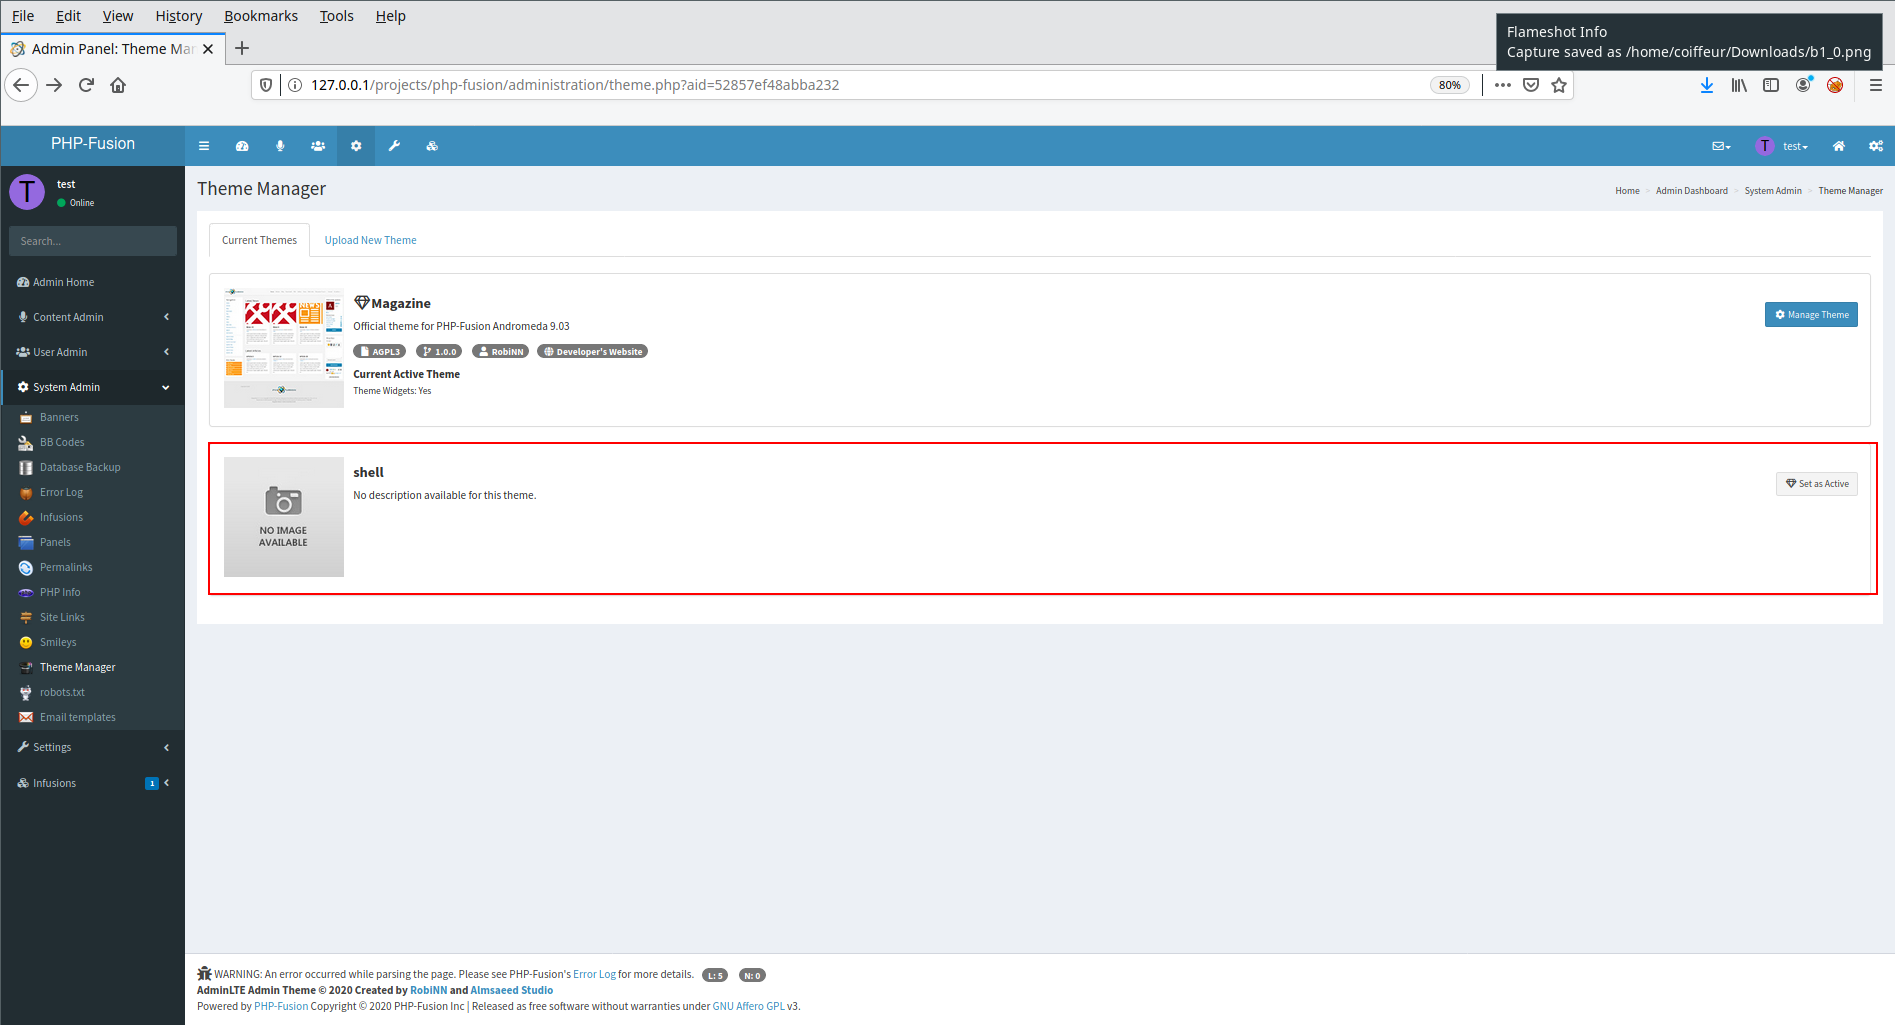 File Edit View History Bookmarks Tools Help
Flameshot Info
Capture saved as /home/coiffeur/Downloads/b1_0.png
Admin Panel: Theme Ma
127.0.0.1/projects/php-fusion/administration/theme.php?aid=52857ef48abba232
80%
PHP-Fusion
T test
T
test
Online
Search...
Admin Home
Content Admin
User Admin
System Admin
Banners
BB Codes
Database Backup
Error Log
Infusions
Panels
Permalinks
PHP Info
Site Links
Smileys
Theme Manager
robots.txt
Email templates
Settings
Infusions 1
Theme Manager
Home Admin Dashboard System Admin Theme Manager
Current Themes Upload New Theme
Magazine
Official theme for PHP-Fusion Andromeda 9.03
AGPL3 1.0.0 RobiNN Developer's Website
Current Active Theme
Theme Widgets: Yes
Manage Theme
NO IMAGE
AVAILABLE
shell
No description available for this theme.
Set as Active
WARNING: An error occurred while parsing the page. Please see PHP-Fusion's Error Log for more details. L: 5 N: 0
AdminLTE Admin Theme © 2020 Created by RobiNN and Almsaeed Studio
Powered by PHP-Fusion Copyright © 2020 PHP-Fusion Inc | Released as free software without warranties under GNU Affero GPL v3.